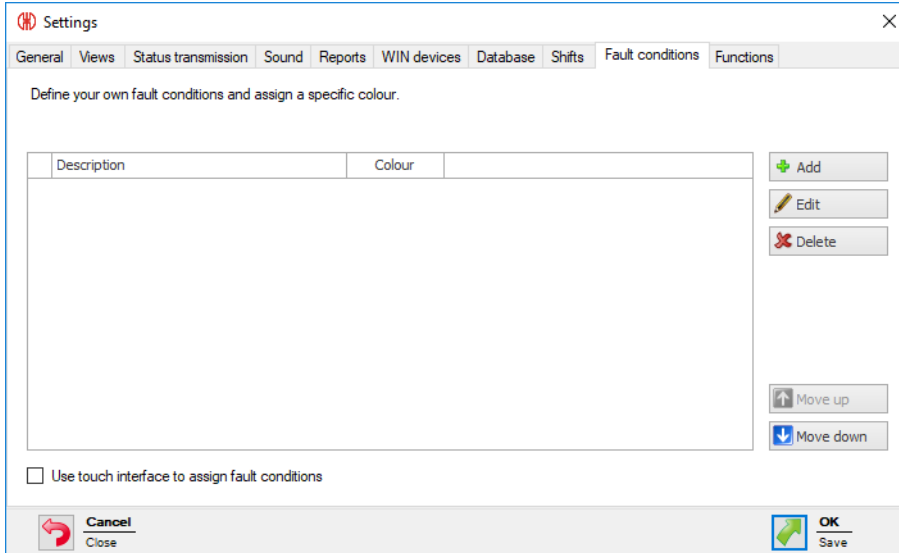 Settings
General Views Status transmission Sound Reports WIN devices Database Shifts Fault conditions Functions
Define your own fault conditions and assign a specific colour.
Description Colour
Add
Edit
Delete
Move up
Move down
Use touch interface to assign fault conditions
Cancel
Close
OK
Save